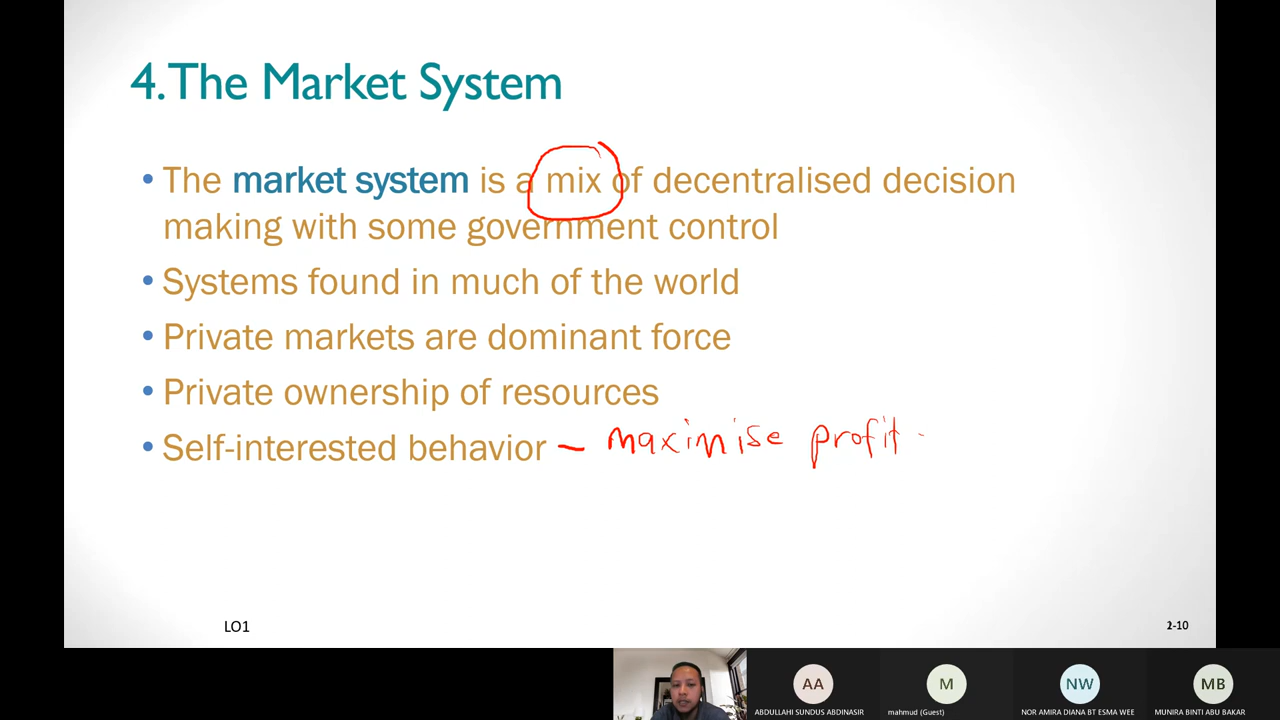 4. The Market System
• The market system is a mix of decentralised decision
making with some government control
• Systems found in much of the world
• Private markets are dominant force
• Private ownership of resources
• Self-interested behavior – maximise profit
LO1
AA
M
NW
MB
ABDULLAHI SUNDUS ABDINASIR
mahmud (Guest)
NOR AMIRA DIANA BT ESMA WEE
MUNIRA BINTI ABU BAKAR